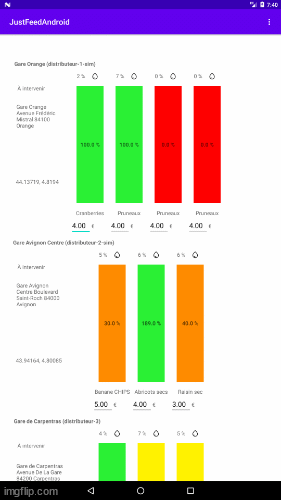 7:40
JustFeedAndroid
Gare Orange (distributeur-1-sim)
2 % 7 % 0 % 0 %
À intervenir
Gare Orange
Avenue Frédéric
Mistral 84100
Orange
100.0 % 100.0 % 0.0 % 0.0 %
44.13719, 4.8194
Cranberries Pruneaux Pruneaux Pruneaux
4.00 € 4.00 € 4.00 € 4.00 €
Gare Avignon Centre (distributeur-2-sim)
5 % 6 % 6 %
À intervenir
Gare Avignon
Centre Boulevard
Saint-Roch 84000
Avignon
30.0 % 189.0 % 40.0 %
43.94164, 4.80085
Banane CHIPS Abricots secs Raisin sec
5.00 € 4.00 € 3.00 €
Gare de Carpentras (distributeur-3)
4 % 7 % 5 %
À intervenir
Gare de Carpentras
Avenue De La Gare
84200 Carpentras
imgflip.com